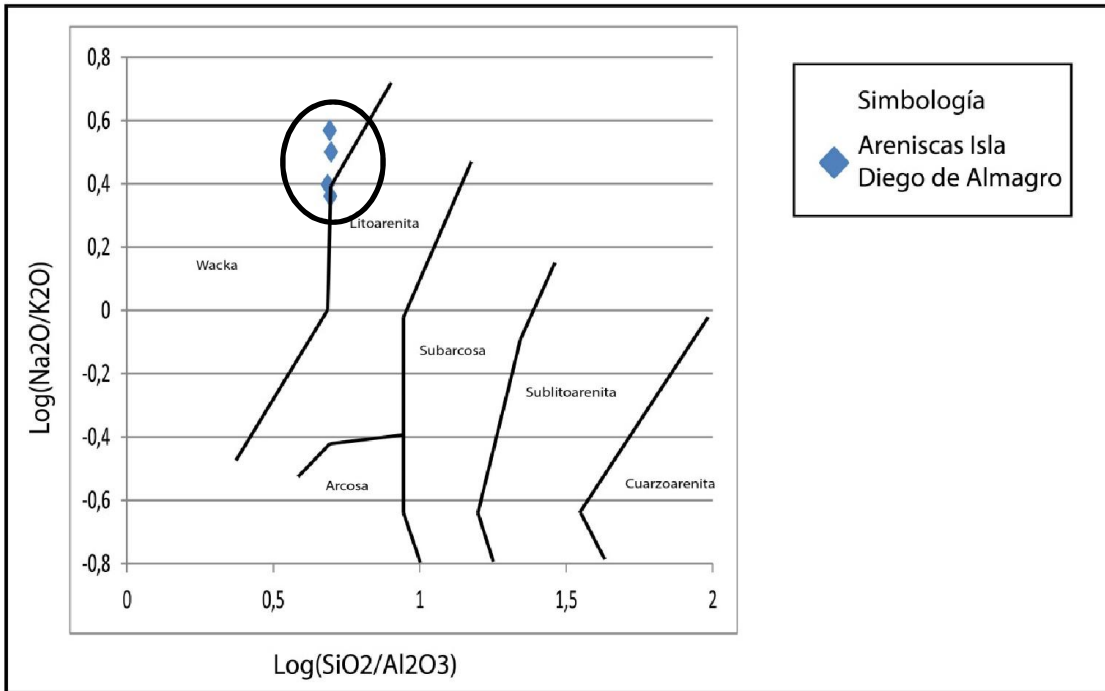 0,8
0,6
0,4
0,2
0
-0,2
-0,4
-0,6
-0,8
Log(Na2O/K2O)
Wacka
Litoarenita
Subarcosa
Sublitoarenita
Arcosa
Cuarzoarenita
0
0,5
1
1,5
2
Log(SiO2/Al2O3)
Simbología
Areniscas Isla
Diego de Almagro